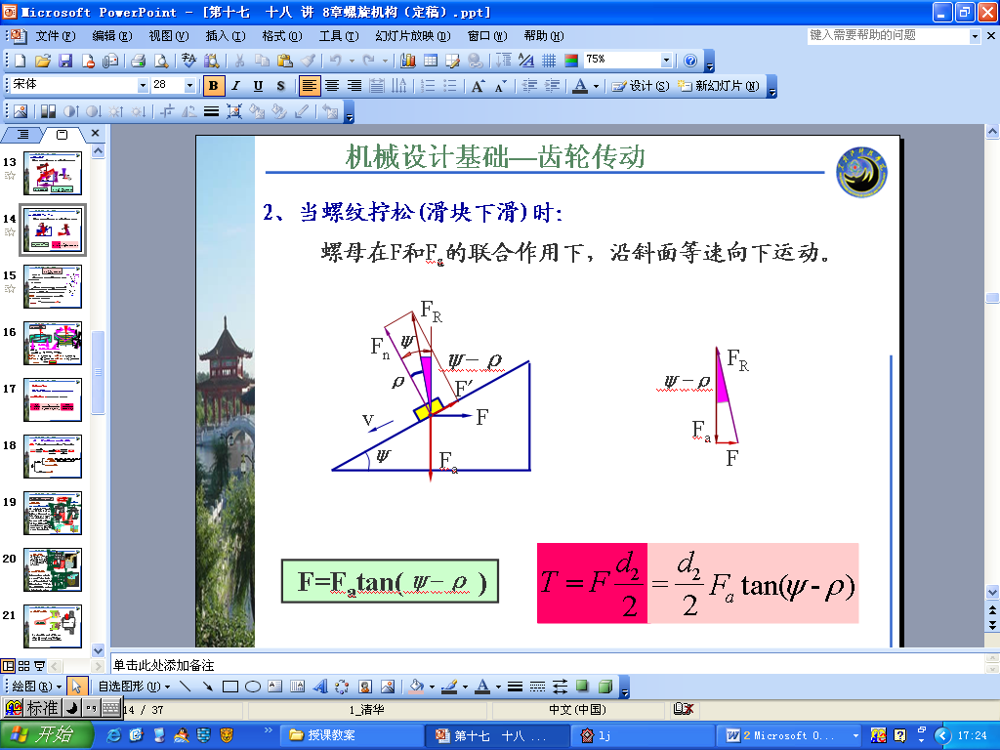 Microsoft PowerPoint - [第十七 十八 讲 8章螺旋机构（定稿）.ppt]
文件(F) 编辑(E) 视图(V) 插入(I) 格式(O) 工具(T) 幻灯片放映(D) 窗口(W) 帮助(H) 键入需要帮助的问题
75%
宋体 28 B I U S A A A 设计(S) 新幻灯片(N)
13
14
15
16
17
18
19
20
21
机械设计基础—齿轮传动
2、当螺纹拧松(滑块下滑)时：
螺母在F和Fa的联合作用下，沿斜面等速向下运动。
FR
Fn ψ
ψ－ρ
ρ
F′
v
F
ψ
Fa
FR
ψ－ρ
Fa
F
F=Fatan(ψ－ρ)
T = F d2/2 = d2/2 Fa tan(ψ-ρ)
单击此处添加备注
绘图(R) 自选图形(U)
标准 14 / 37 1_清华 中文(中国)
开始 授课教案 第十七 十八 ... lj 2 Microsoft O... 17:24